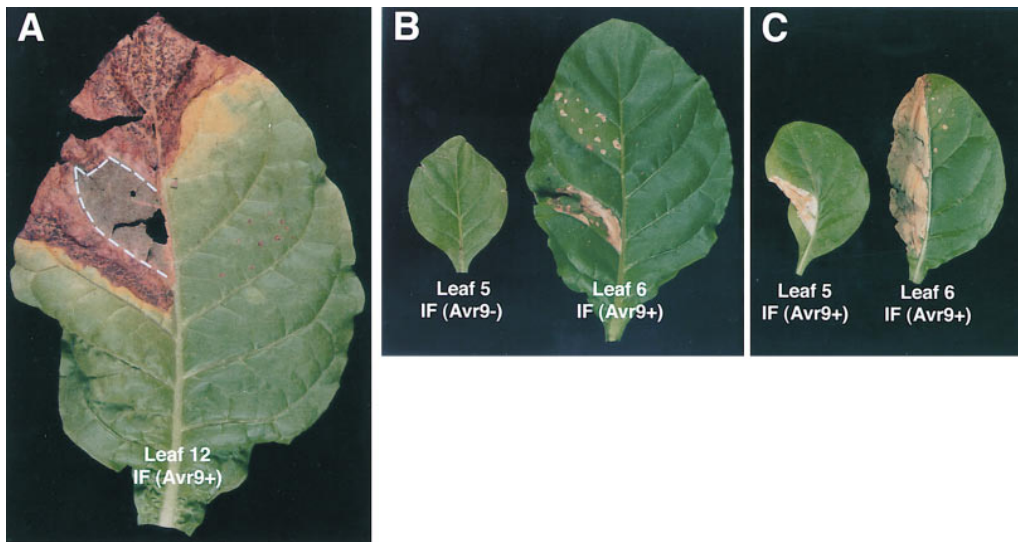 A
Leaf 12
IF (Avr9+)
B
Leaf 5
IF (Avr9-)
Leaf 6
IF (Avr9+)
C
Leaf 5
IF (Avr9+)
Leaf 6
IF (Avr9+)